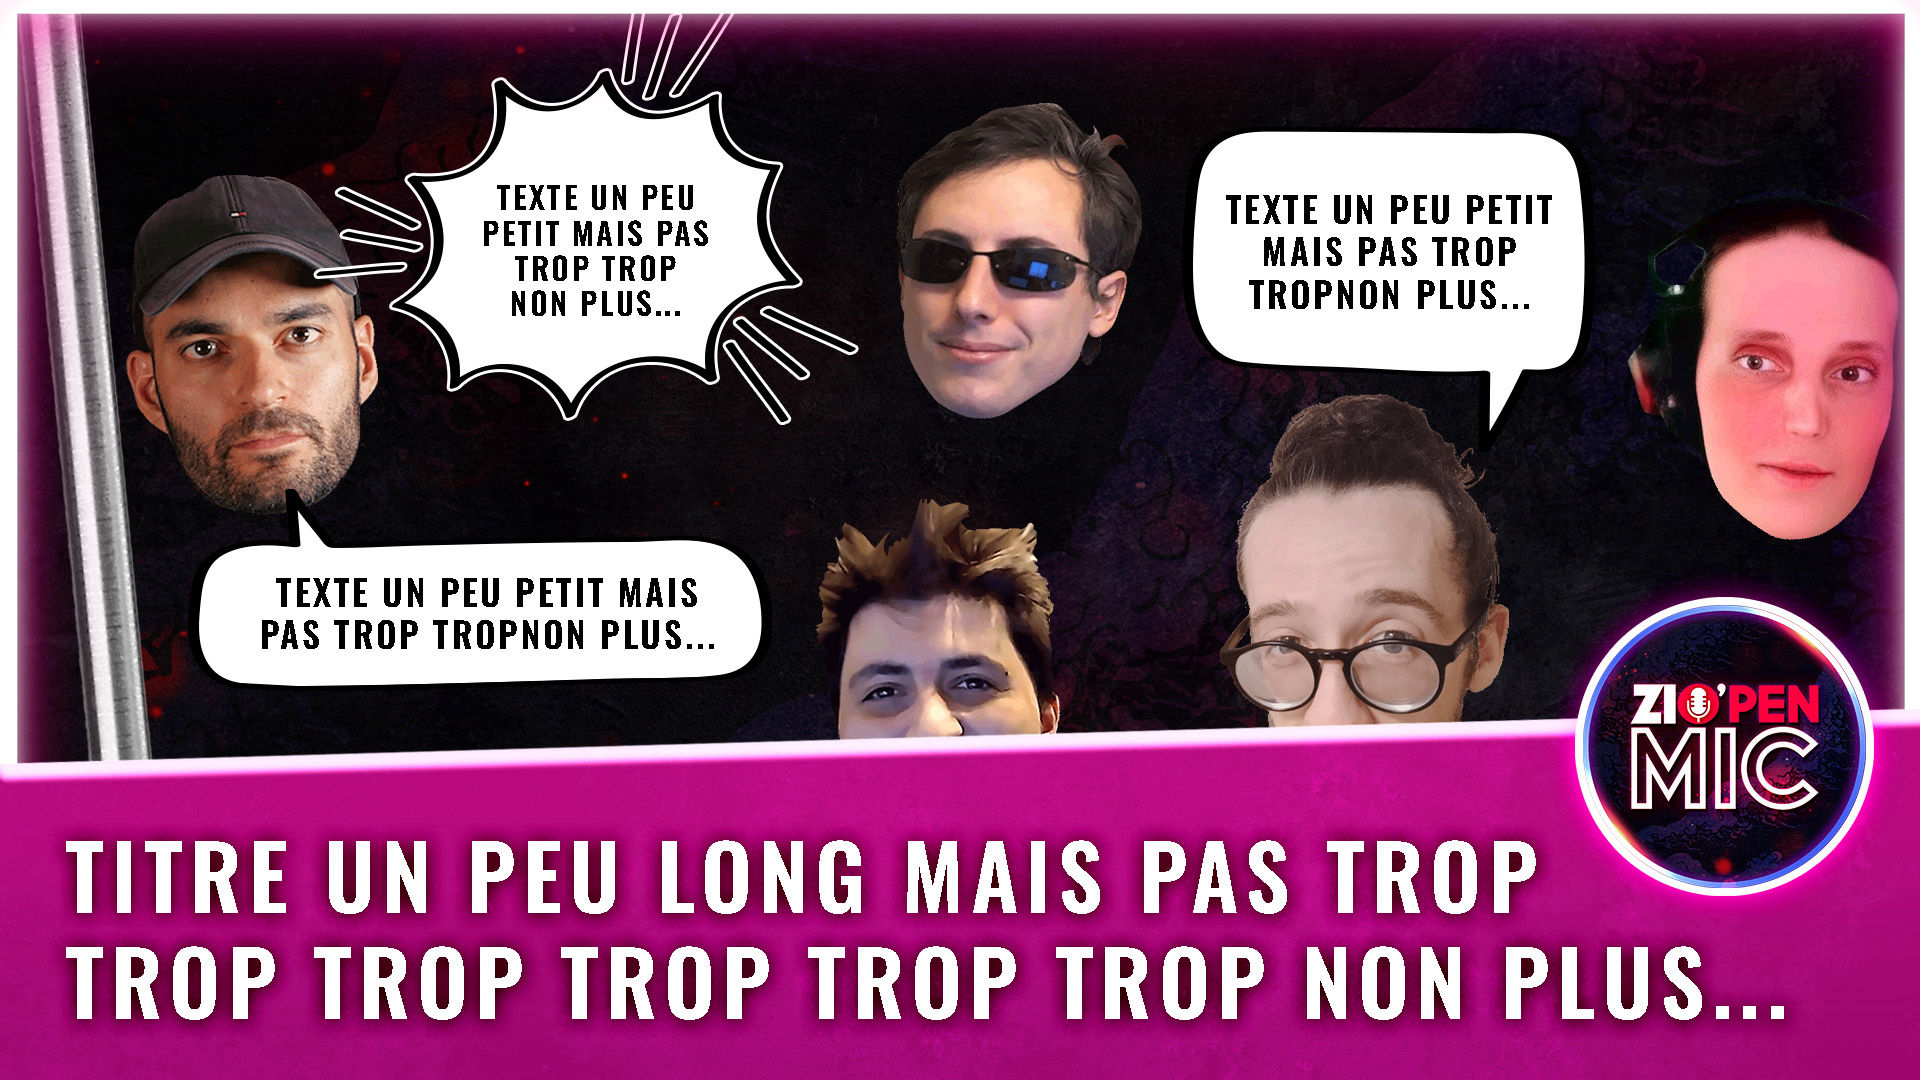 TEXTE UN PEU
PETIT MAIS PAS
TROP TROP
NON PLUS...
TEXTE UN PEU PETIT
MAIS PAS TROP
TROPNON PLUS...
TEXTE UN PEU PETIT MAIS
PAS TROP TROPNON PLUS...
ZIO'PEN
MIC
TITRE UN PEU LONG MAIS PAS TROP
TROP TROP TROP TROP TROP NON PLUS...